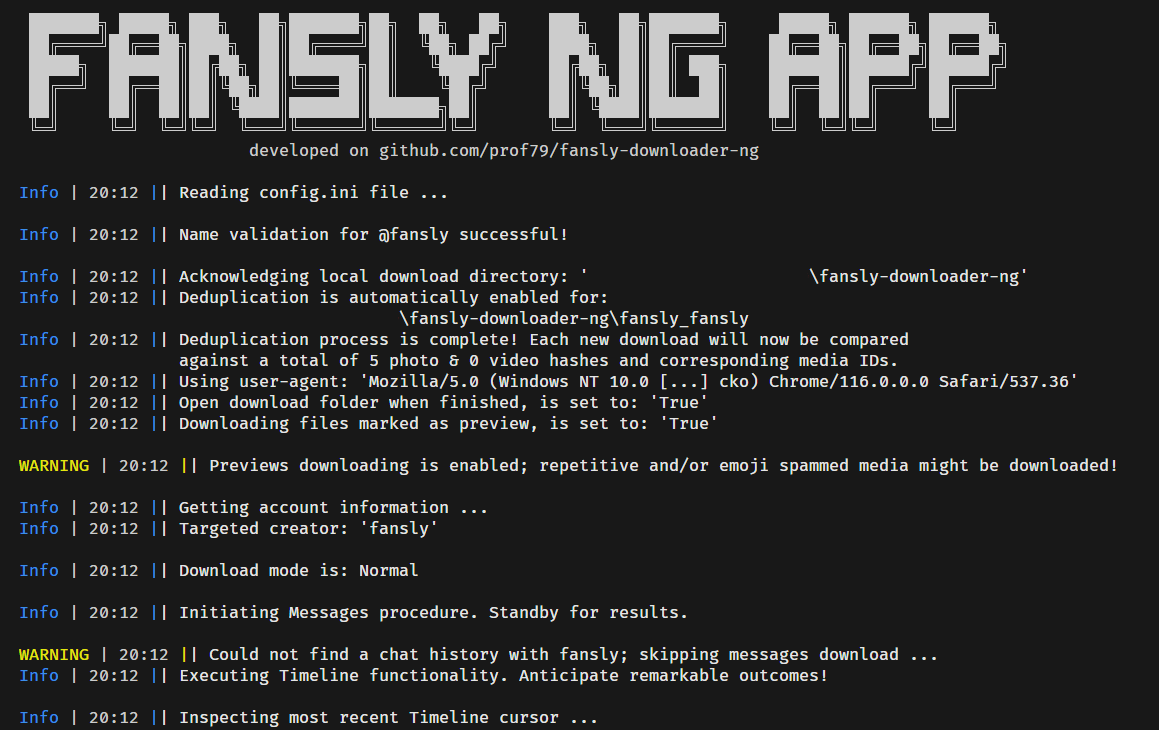 FANSLY NG APP
developed on github.com/prof79/fansly-downloader-ng
Info | 20:12 || Reading config.ini file ...
Info | 20:12 || Name validation for @fansly successful!
Info | 20:12 || Acknowledging local download directory: ' \fansly-downloader-ng'
Info | 20:12 || Deduplication is automatically enabled for:
\fansly-downloader-ng\fansly_fansly
Info | 20:12 || Deduplication process is complete! Each new download will now be compared
against a total of 5 photo & 0 video hashes and corresponding media IDs.
Info | 20:12 || Using user-agent: 'Mozilla/5.0 (Windows NT 10.0 [...] cko) Chrome/116.0.0.0 Safari/537.36'
Info | 20:12 || Open download folder when finished, is set to: 'True'
Info | 20:12 || Downloading files marked as preview, is set to: 'True'
WARNING | 20:12 || Previews downloading is enabled; repetitive and/or emoji spammed media might be downloaded!
Info | 20:12 || Getting account information ...
Info | 20:12 || Targeted creator: 'fansly'
Info | 20:12 || Download mode is: Normal
Info | 20:12 || Initiating Messages procedure. Standby for results.
WARNING | 20:12 || Could not find a chat history with fansly; skipping messages download ...
Info | 20:12 || Executing Timeline functionality. Anticipate remarkable outcomes!
Info | 20:12 || Inspecting most recent Timeline cursor ...